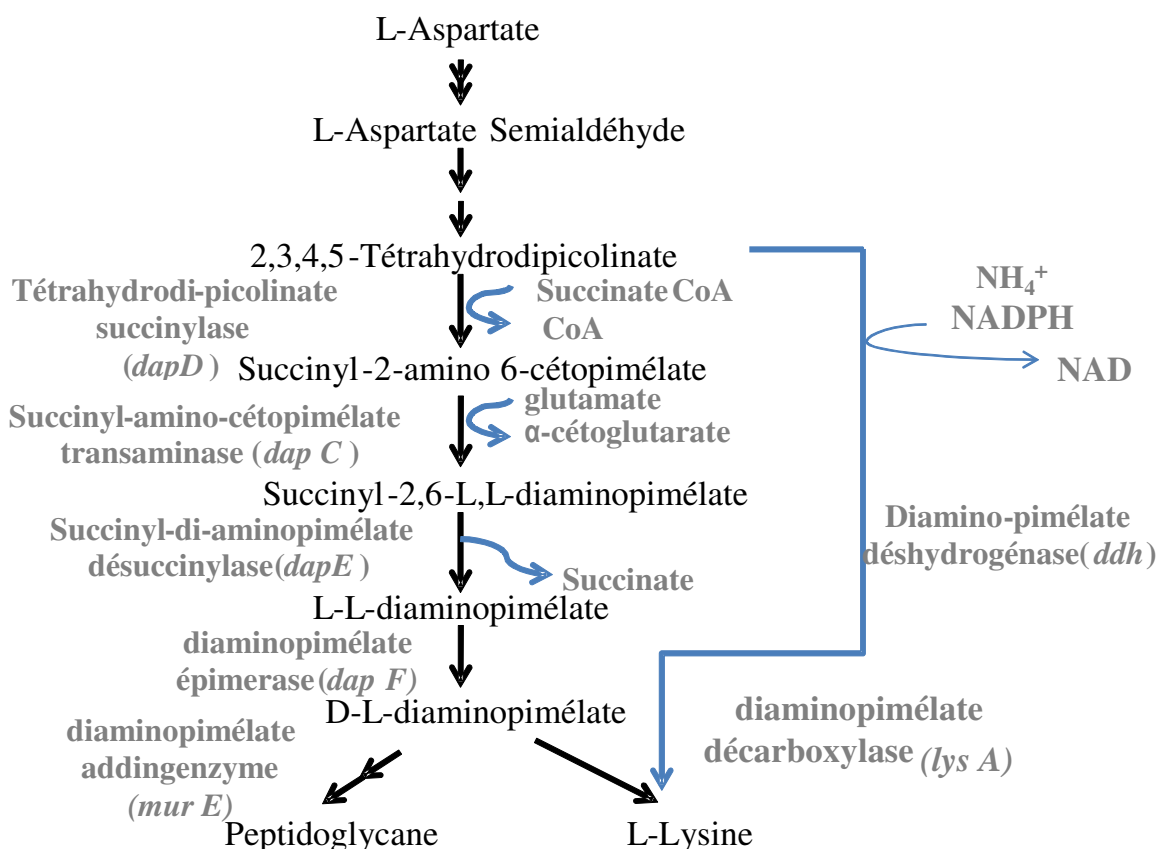 L-Aspartate
L-Aspartate Semialdéhyde
2,3,4,5-Tétrahydrodipicolinate
Tétrahydrodi-picolinate
succinylase
(dapD )
Succinate CoA
CoA
NH₄⁺
NADPH
NAD
Succinyl-2-amino 6-cétopimélate
Succinyl-amino-cétopimélate
transaminase (dap C )
glutamate
α-cétoglutarate
Succinyl-2,6-L,L-diaminopimélate
Succinyl-di-aminopimélate
désuccinylase(dapE )
Succinate
Diamino-pimélate
déshydrogénase(ddh)
L-L-diaminopimélate
diaminopimélate
épimerase (dap F)
D-L-diaminopimélate
diaminopimélate
addingenzyme
(mur E)
diaminopimélate
décarboxylase (lys A)
Peptidoglycane
L-Lysine